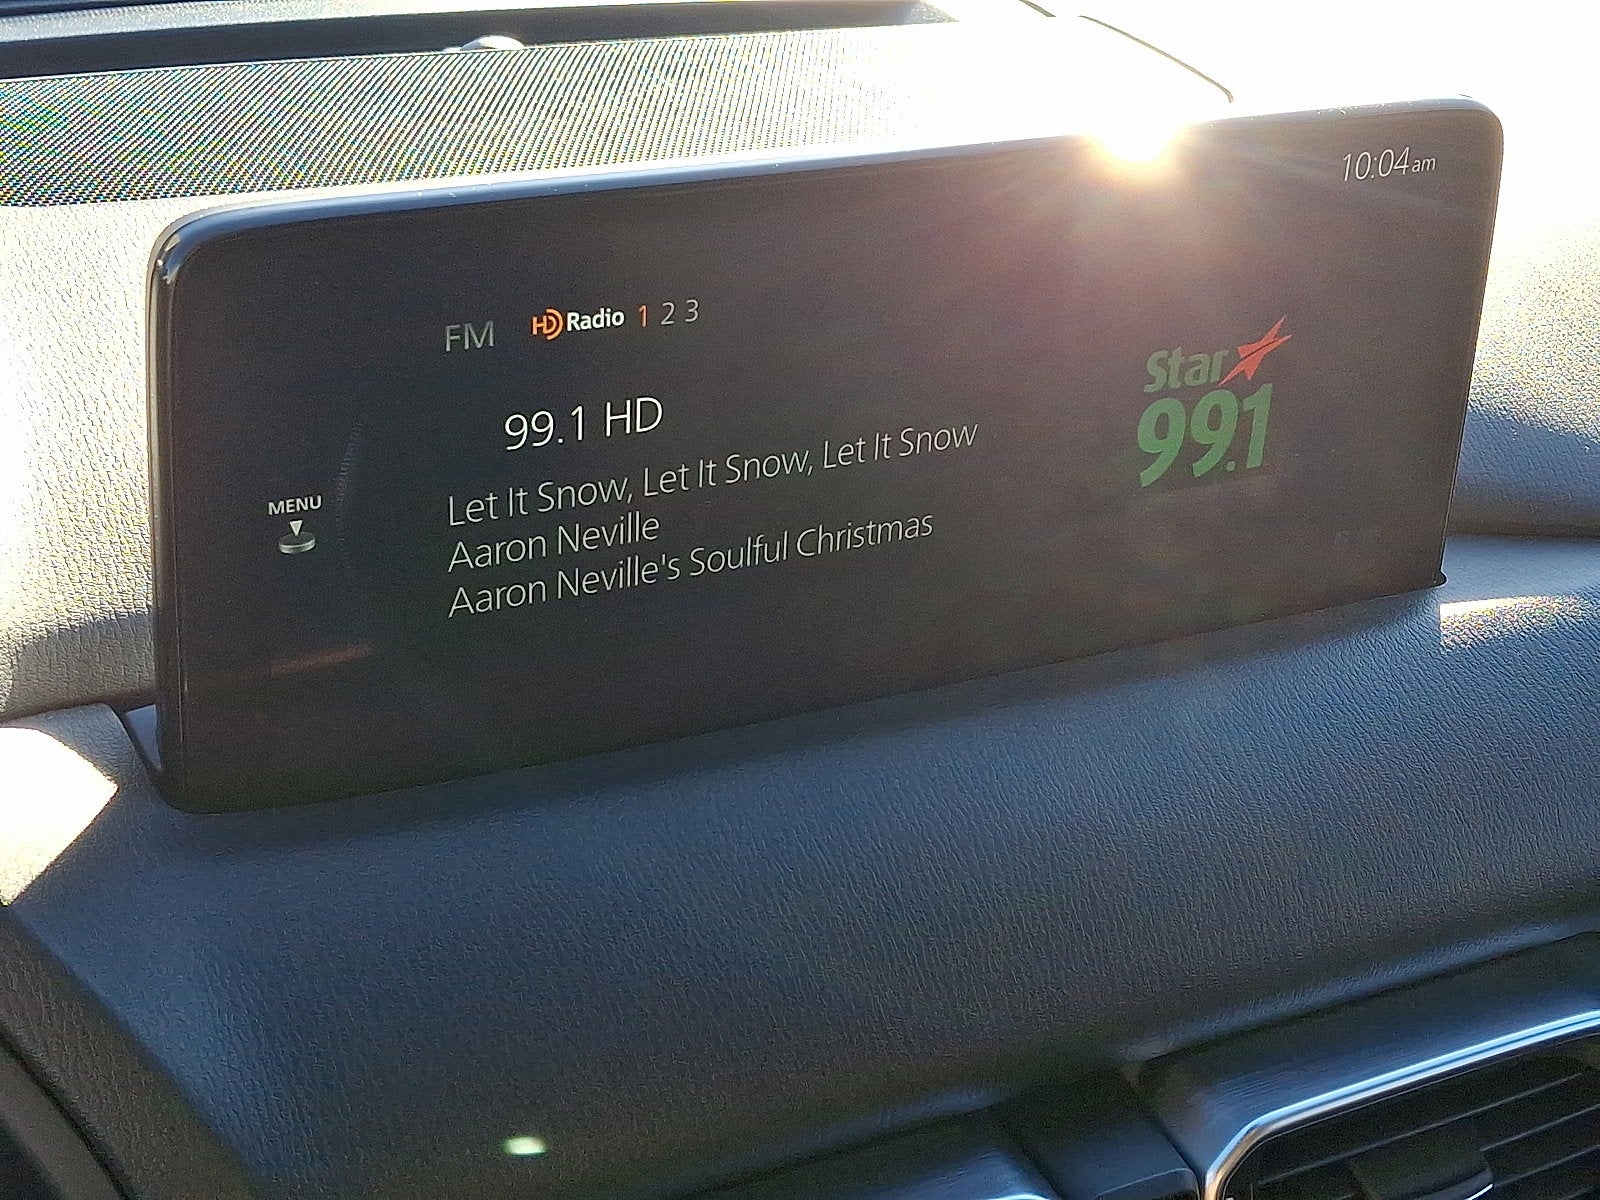 10:04am
FM HD Radio 1 2 3
99.1 HD
Let It Snow, Let It Snow, Let It Snow
Aaron Neville
Aaron Neville's Soulful Christmas
MENU
Star
99.1